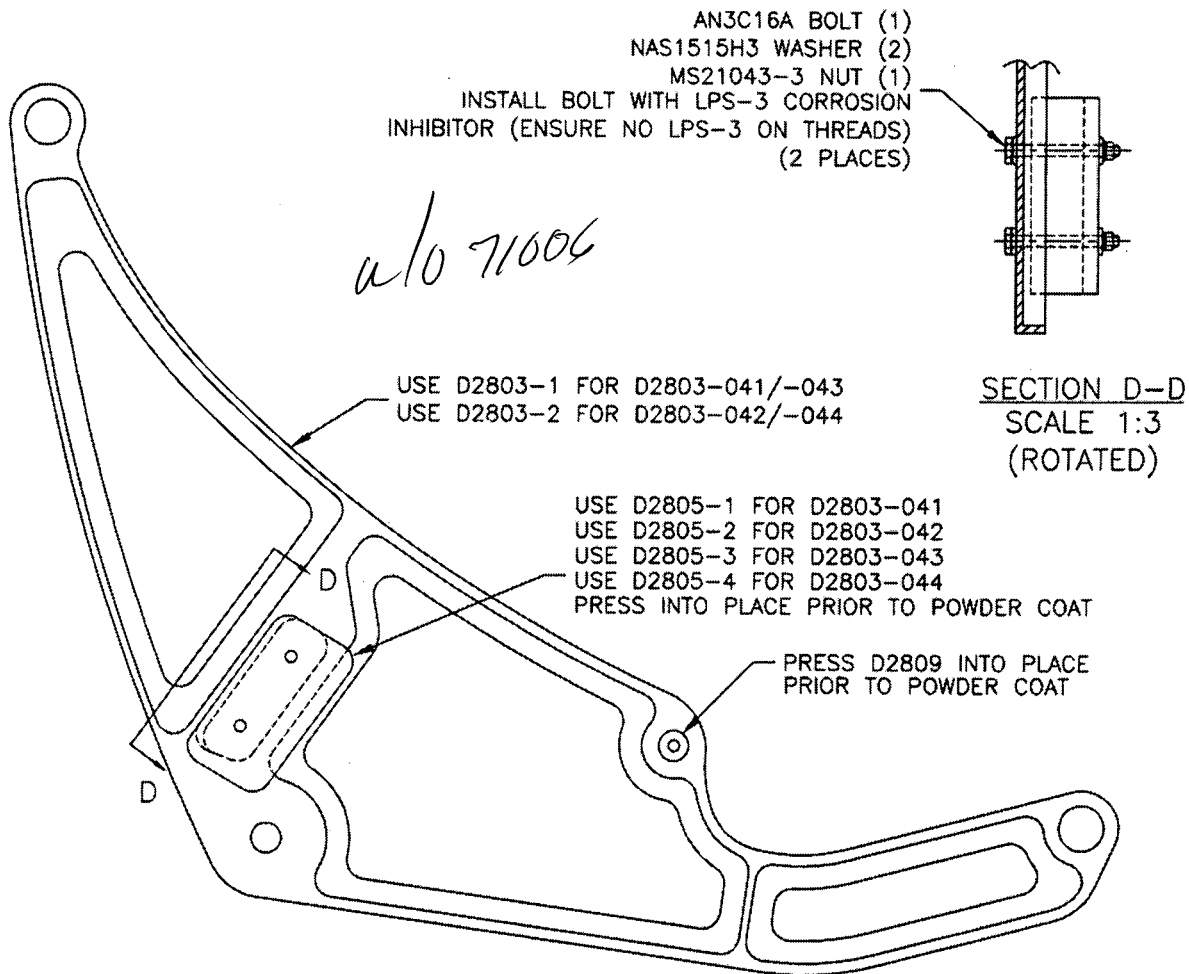 AN3C16A BOLT (1)
NAS1515H3 WASHER (2)
MS21043-3 NUT (1)
INSTALL BOLT WITH LPS-3 CORROSION
INHIBITOR (ENSURE NO LPS-3 ON THREADS)
(2 PLACES)
w/o 71006
USE D2803-1 FOR D2803-041/-043
USE D2803-2 FOR D2803-042/-044
SECTION D-D
SCALE 1:3
(ROTATED)
USE D2805-1 FOR D2803-041
USE D2805-2 FOR D2803-042
USE D2805-3 FOR D2803-043
USE D2805-4 FOR D2803-044
PRESS INTO PLACE PRIOR TO POWDER COAT
D
PRESS D2809 INTO PLACE
PRIOR TO POWDER COAT
D